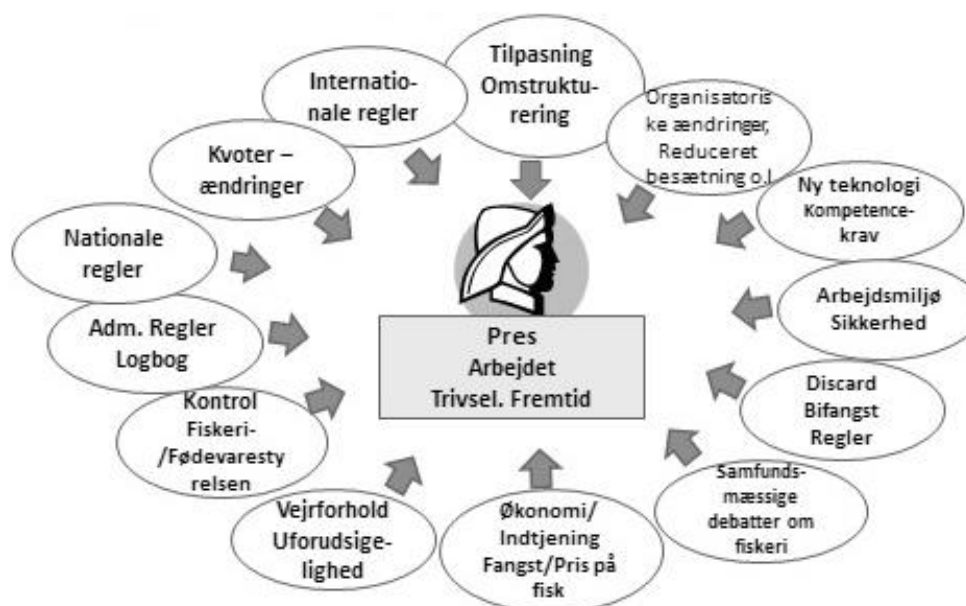 Tilpasning
Omstruktu-
rering
Organisatoris
ke ændringer,
Reduceret
besætning o.l
Ny teknologi
Kompetence-
krav
Arbejdsmiljø
Sikkerhed
Discard
Bifangst
Regler
Samfunds-
mæssige
debatter om
fiskeri
Økonomi/
Indtjening
Fangst/Pris på
fisk
Vejrforhold
Uforudsige-
lighed
Kontrol
Fiskeri-
/Fødevaresty
relsen
Adm. Regler
Logbog
Nationale
regler
Kvoter –
ændringer
Internatio-
nale regler
Pres
Arbejdet
Trivsel. Fremtid